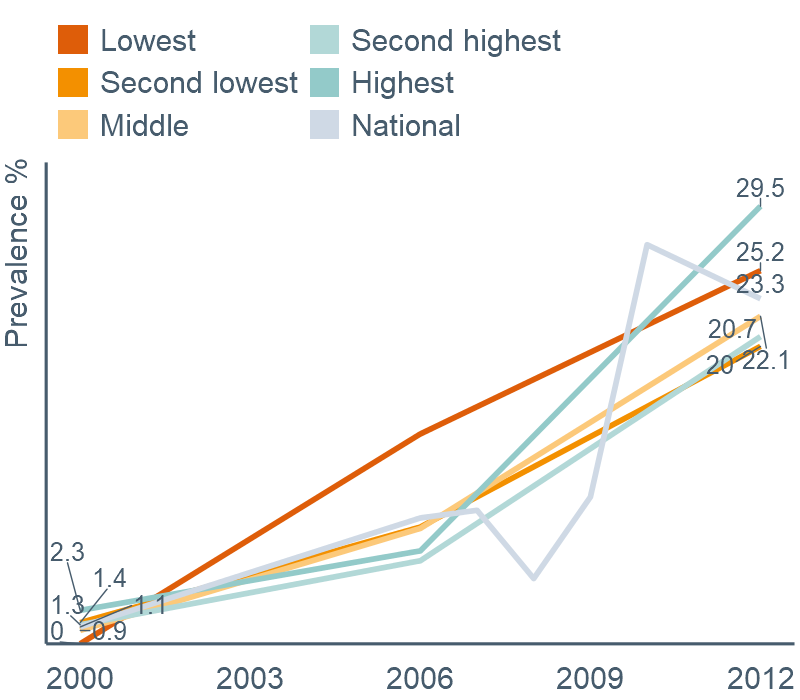 Lowest
Second highest
Second lowest
Highest
Middle
National
Prevalence %
29.5
25.2
23.3
20.7
20
22.1
2.3
1.4
1.3
1.1
0
0.9
2000
2003
2006
2009
2012